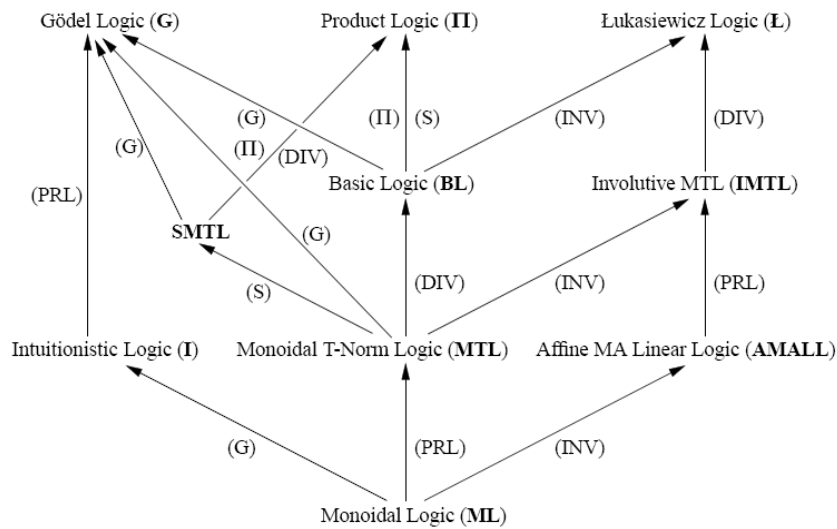 Gödel Logic (G) Product Logic (Π) Łukasiewicz Logic (Ł)
(G) (Π) (S) (INV) (DIV)
(G) (Π) (DIV)
(PRL) Basic Logic (BL) Involutive MTL (IMTL)
SMTL (G)
(S) (DIV) (INV) (PRL)
Intuitionistic Logic (I) Monoidal T-Norm Logic (MTL) Affine MA Linear Logic (AMALL)
(G) (PRL) (INV)
Monoidal Logic (ML)